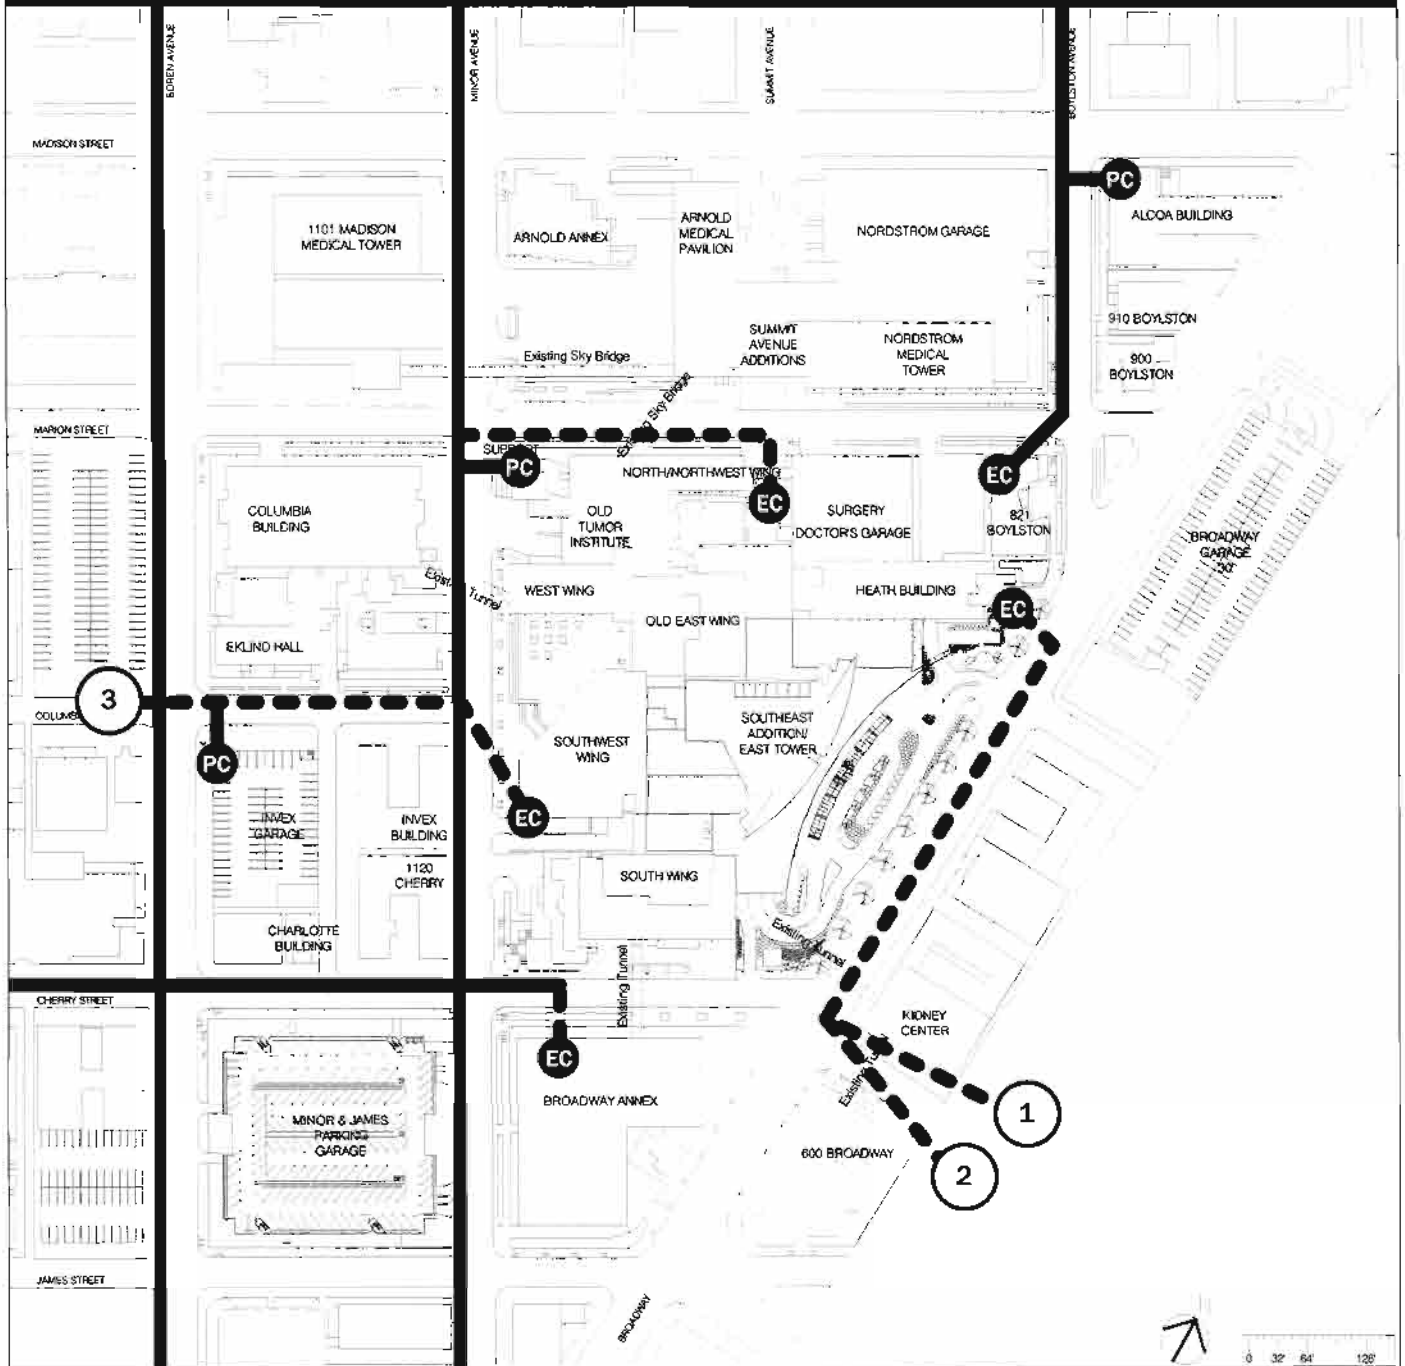 BOREN AVENUE
MINOR AVENUE
SUMMIT AVENUE
BOYLSTON AVENUE
MADISON STREET
PC
ALCOA BUILDING
1101 MADISON
MEDICAL TOWER
ARNOLD ANNEX
ARNOLD
MEDICAL
PAVILION
NORDSTROM GARAGE
910 BOYLSTON
SUMMIT
AVENUE
ADDITIONS
NORDSTROM
MEDICAL
TOWER
Existing Sky Bridge
900
BOYLSTON
Existing Sky Bridge
MARION STREET
PC
NORTH/NORTHWEST WING
EC
EC
COLUMBIA
BUILDING
OLD
TUMOR
INSTITUTE
SURGERY
DOCTOR'S GARAGE
821
BOYLSTON
BROADWAY
GARAGE
30'
Tunnel
WEST WING
HEATH BUILDING
EC
OLD EAST WING
EKLIND HALL
3
PC
SOUTHWEST
WING
SOUTHEAST
ADDITION/
EAST TOWER
EC
INVEX
GARAGE
INVEX
BUILDING
1120
CHERRY
SOUTH WING
CHARLOTTE
BUILDING
Existing Tunnel
Existing Tunnel
CHERRY STREET
KIDNEY
CENTER
EC
Existing
BROADWAY ANNEX
1
MINOR & JAMES
PARKING
GARAGE
600 BROADWAY
2
JAMES STREET
BROADWAY
0 32' 64' 128'